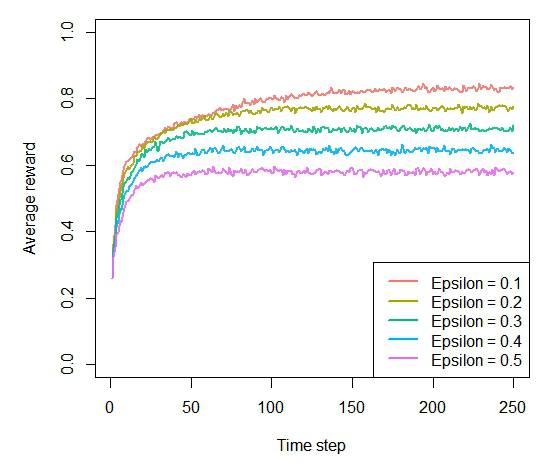 1.0
0.8
0.6
0.4
0.2
0.0
Average reward
Epsilon = 0.1
Epsilon = 0.2
Epsilon = 0.3
Epsilon = 0.4
Epsilon = 0.5
0 50 100 150 200 250
Time step